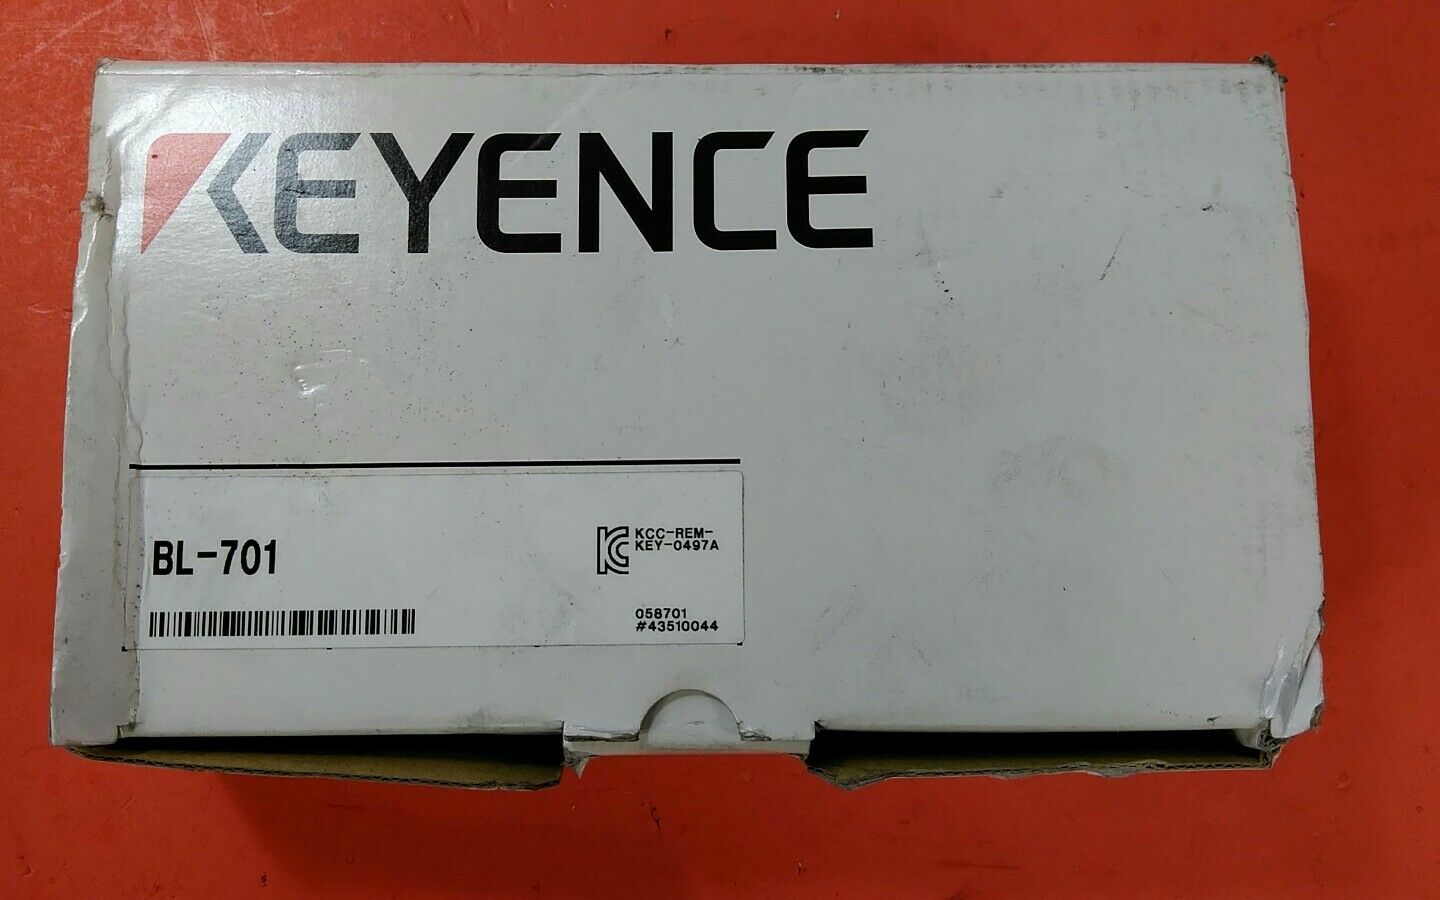 KEYENCE
BL-701
KCC-REM-
KEY-0497A
058701
#43510044